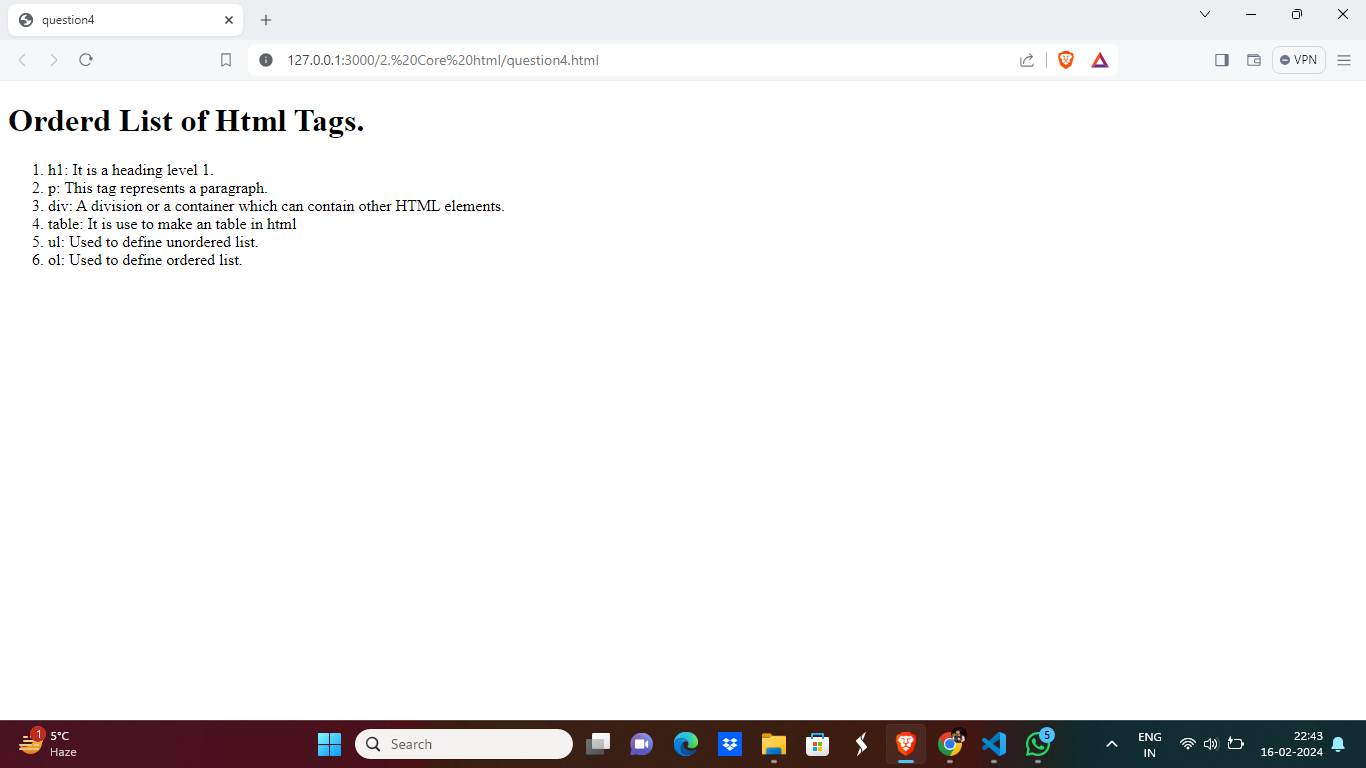 question4
127.0.0.1:3000/2.%20Core%20html/question4.html
VPN
Orderd List of Html Tags.
1. h1: It is a heading level 1.
2. p: This tag represents a paragraph.
3. div: A division or a container which can contain other HTML elements.
4. table: It is use to make an table in html
5. ul: Used to define unordered list.
6. ol: Used to define ordered list.
1
5°C
Haze
Search
5
ENG
IN
22:43
16-02-2024